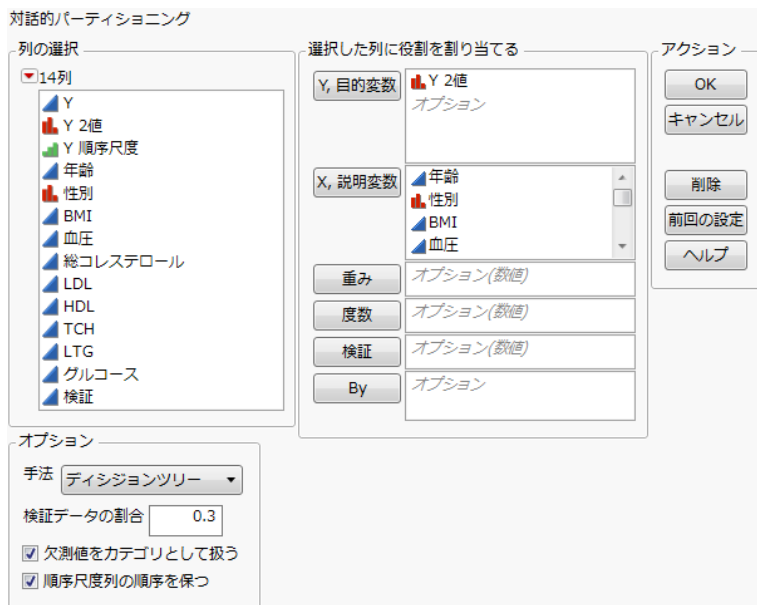 対話的パーティショニング
列の選択
14列
Y
Y 2値
Y 順序尺度
年齢
性別
BMI
血圧
総コレステロール
LDL
HDL
TCH
LTG
グルコース
検証
選択した列に役割を割り当てる
Y, 目的変数
Y 2値
オプション
X, 説明変数
年齢
性別
BMI
血圧
重み
オプション(数値)
度数
オプション(数値)
検証
オプション(数値)
By
オプション
アクション
OK
キャンセル
削除
前回の設定
ヘルプ
オプション
手法 ディシジョンツリー
検証データの割合 0.3
欠測値をカテゴリとして扱う
順序尺度列の順序を保つ